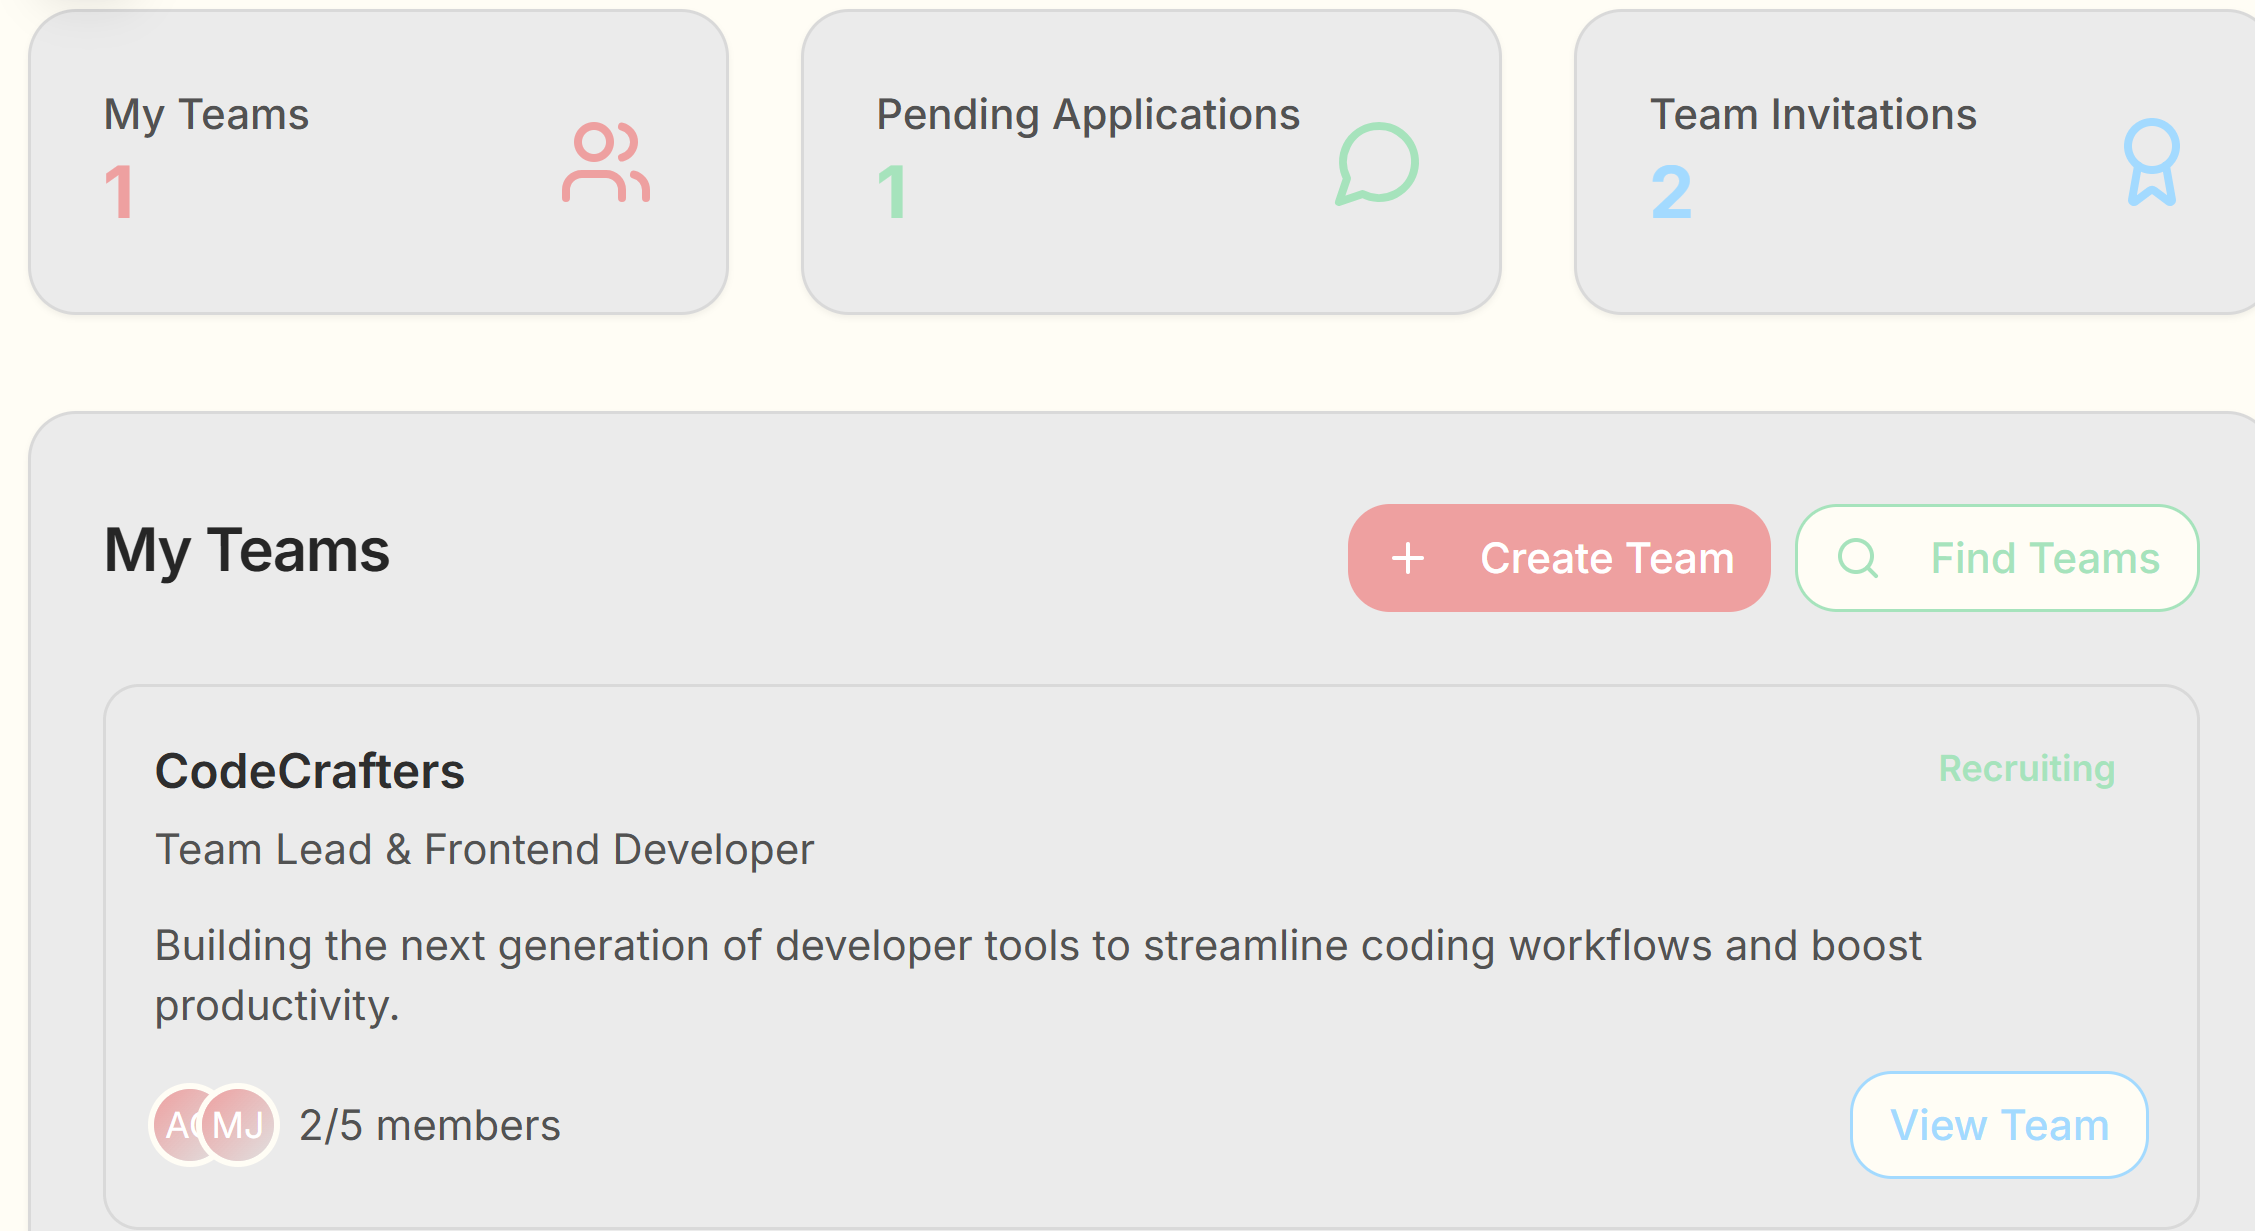 My Teams
1
Pending Applications
1
Team Invitations
2
My Teams
Create Team
Find Teams
CodeCrafters
Recruiting
Team Lead & Frontend Developer
Building the next generation of developer tools to streamline coding workflows and boost
productivity.
MJ
2/5 members
View Team